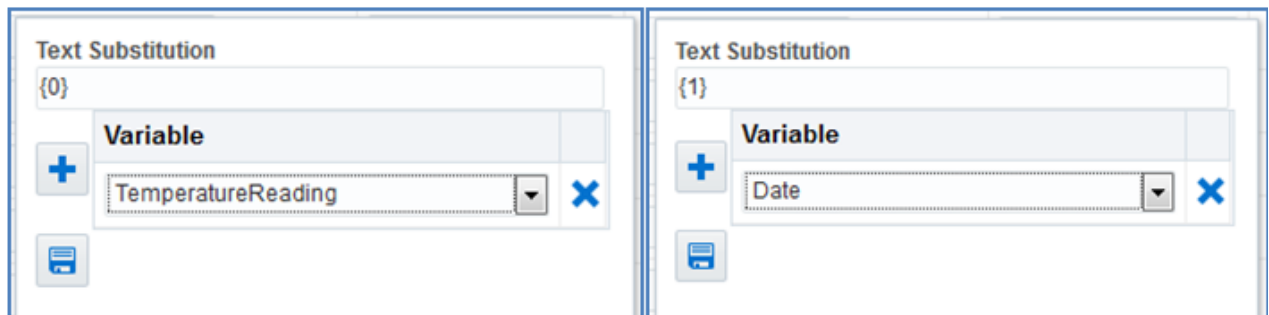 Text Substitution
{0}
Variable
TemperatureReading
Text Substitution
{1}
Variable
Date